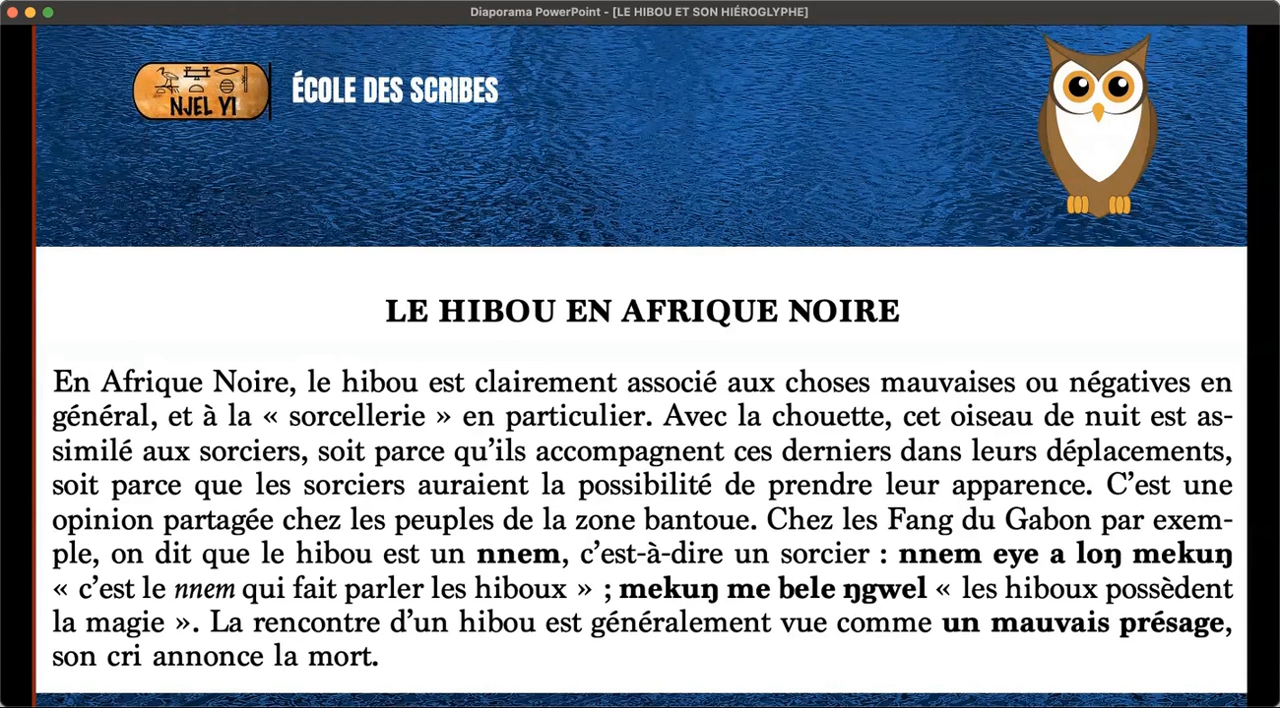 Diaporama PowerPoint - [LE HIBOU ET SON HIÉROGLYPHE]
NJEL YI
ÉCOLE DES SCRIBES
LE HIBOU EN AFRIQUE NOIRE
En Afrique Noire, le hibou est clairement associé aux choses mauvaises ou négatives en
général, et à la « sorcellerie » en particulier. Avec la chouette, cet oiseau de nuit est as-
similé aux sorciers, soit parce qu’ils accompagnent ces derniers dans leurs déplacements,
soit parce que les sorciers auraient la possibilité de prendre leur apparence. C’est une
opinion partagée chez les peuples de la zone bantoue. Chez les Fang du Gabon par exem-
ple, on dit que le hibou est un nnem, c’est-à-dire un sorcier : nnem eye a loŋ mekuŋ
« c’est le nnem qui fait parler les hiboux » ; mekuŋ me bele ŋgwel « les hiboux possèdent
la magie ». La rencontre d’un hibou est généralement vue comme un mauvais présage,
son cri annonce la mort.